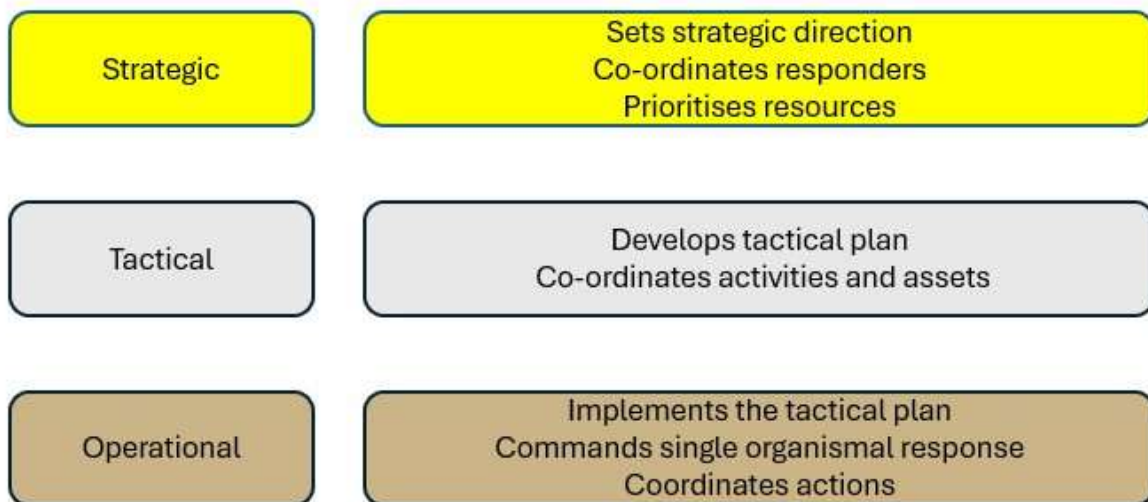 Strategic
Sets strategic direction
Co-ordinates responders
Prioritises resources
Tactical
Develops tactical plan
Co-ordinates activities and assets
Operational
Implements the tactical plan
Commands single organismal response
Coordinates actions